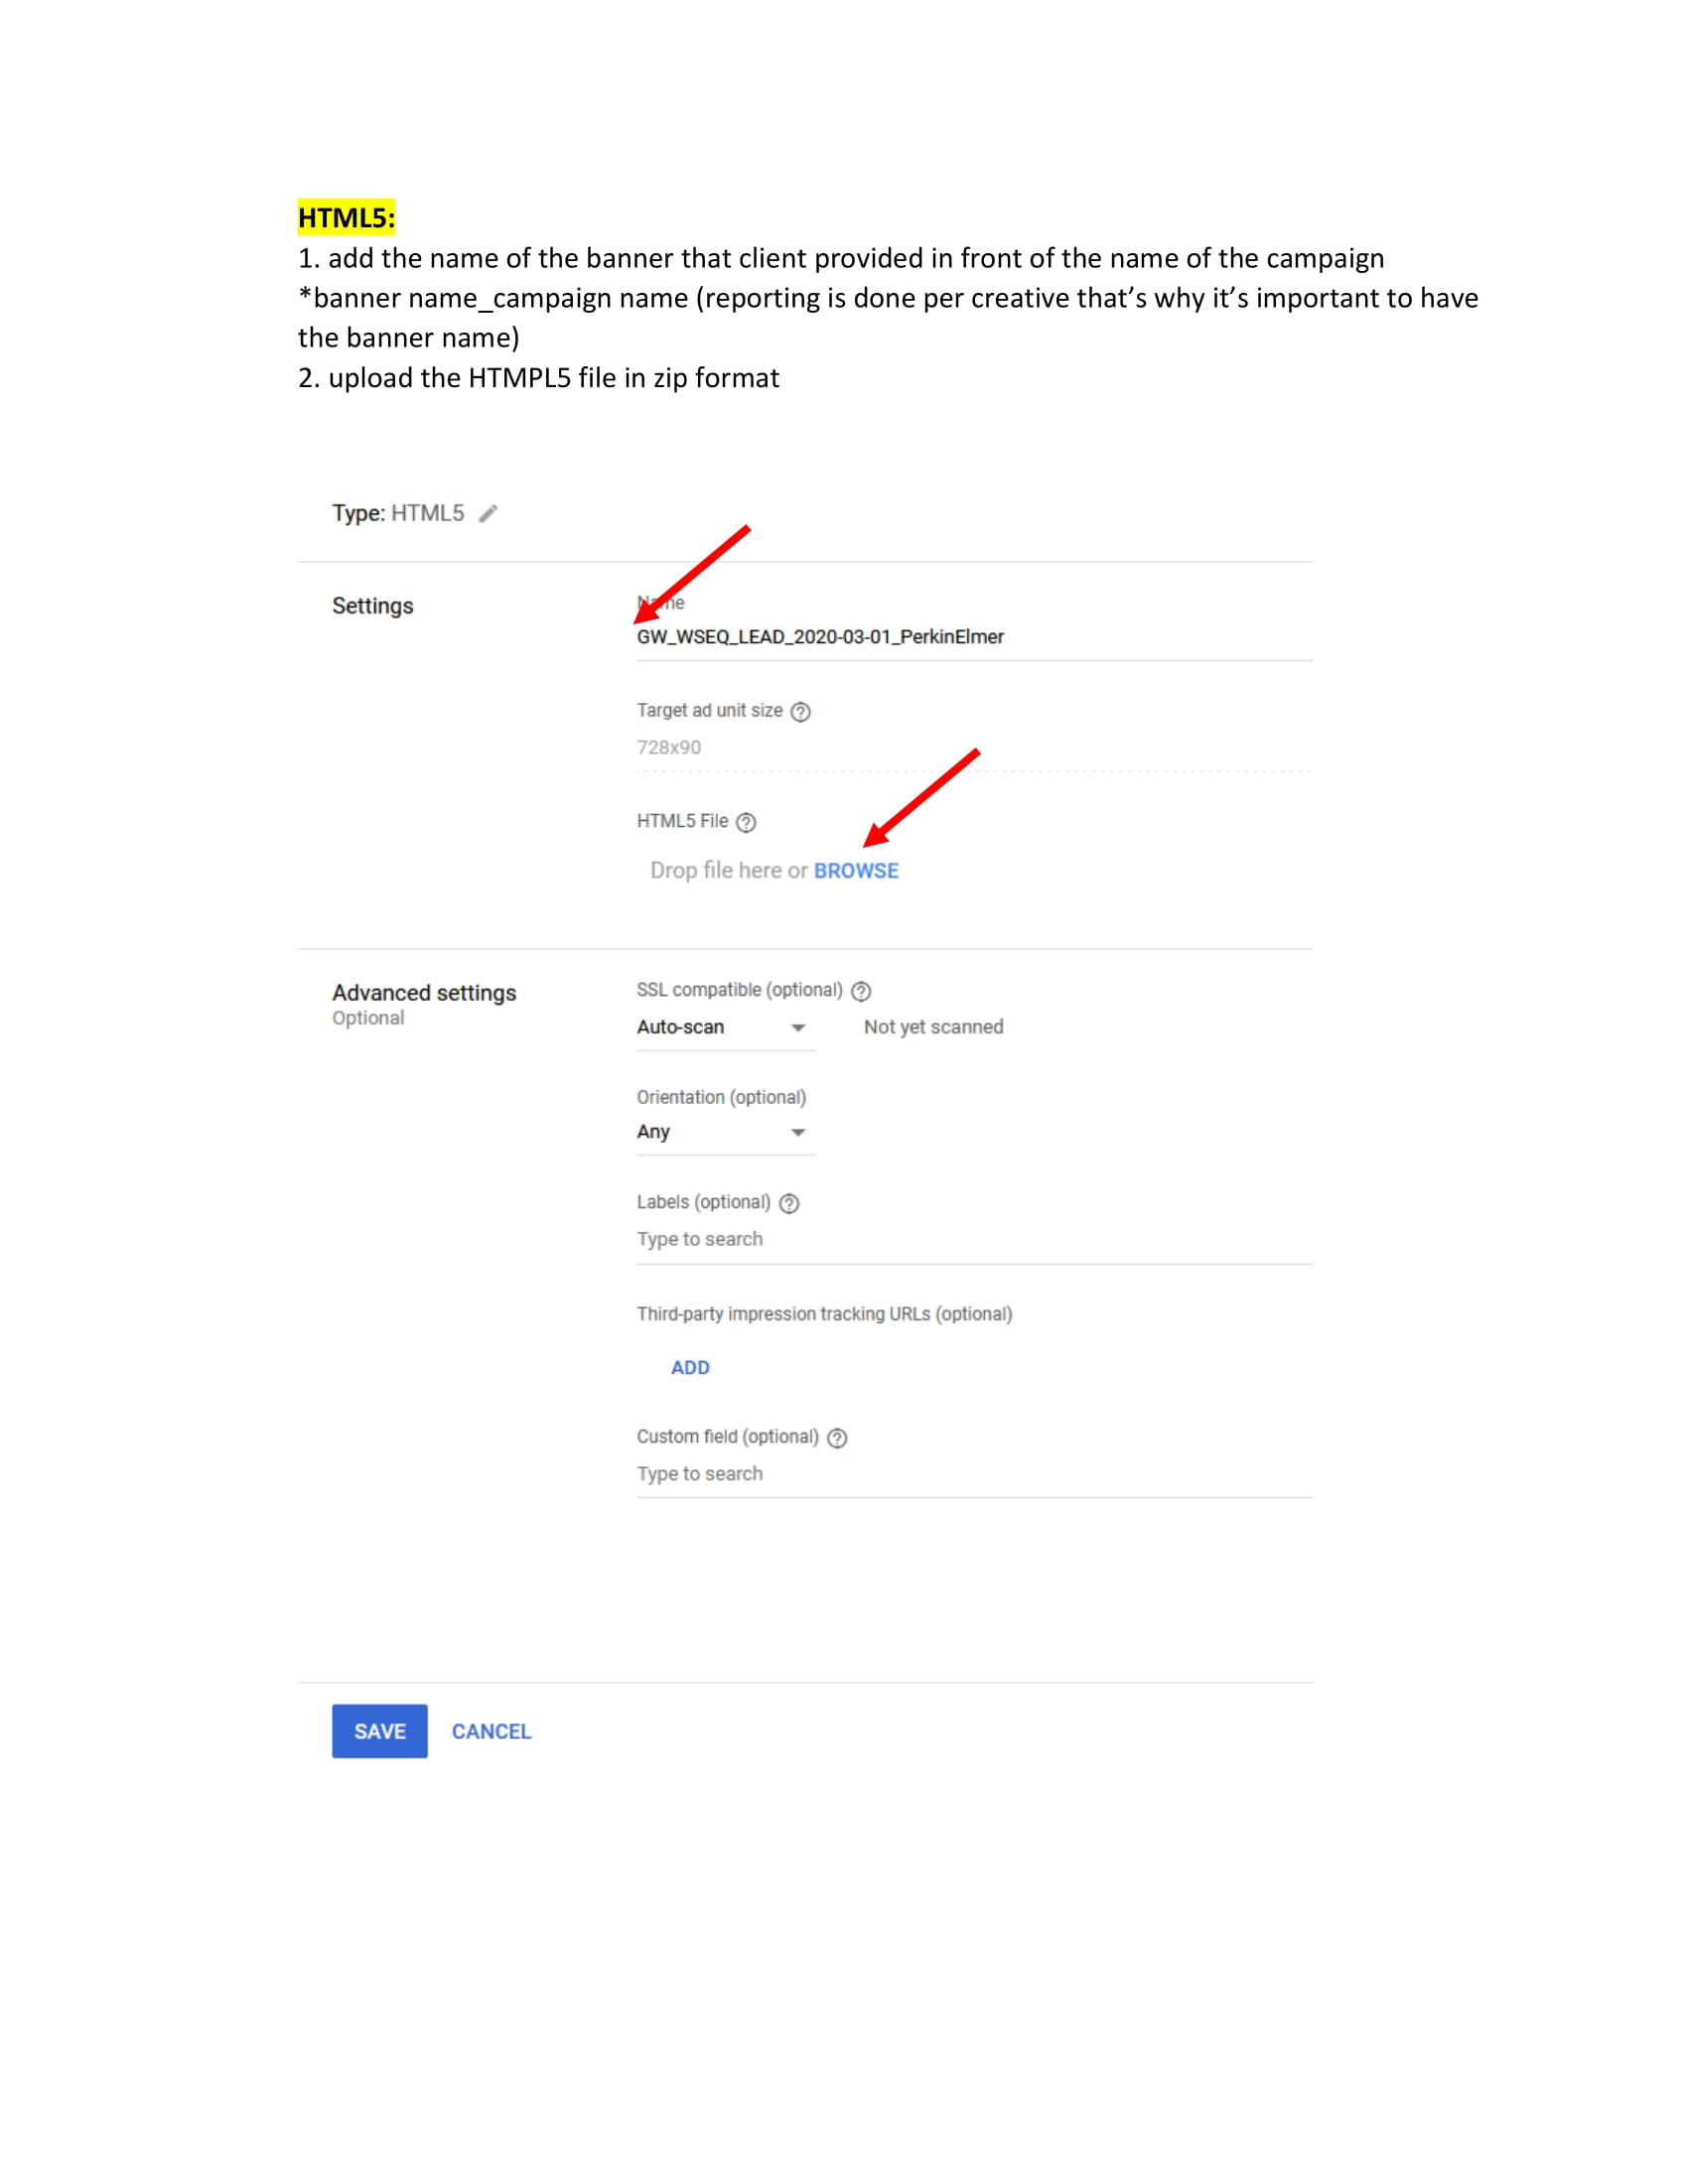 HTML5:
1. add the name of the banner that client provided in front of the name of the campaign
*banner name_campaign name (reporting is done per creative that’s why it’s important to have
the banner name)
2. upload the HTMPL5 file in zip format
Type: HTML5
Settings
Name
GW_WSEQ_LEAD_2020-03-01_PerkinElmer
Target ad unit size
728x90
HTML5 File
Drop file here or BROWSE
Advanced settings
Optional
SSL compatible (optional)
Auto-scan Not yet scanned
Orientation (optional)
Any
Labels (optional)
Type to search
Third-party impression tracking URLs (optional)
ADD
Custom field (optional)
Type to search
SAVE CANCEL